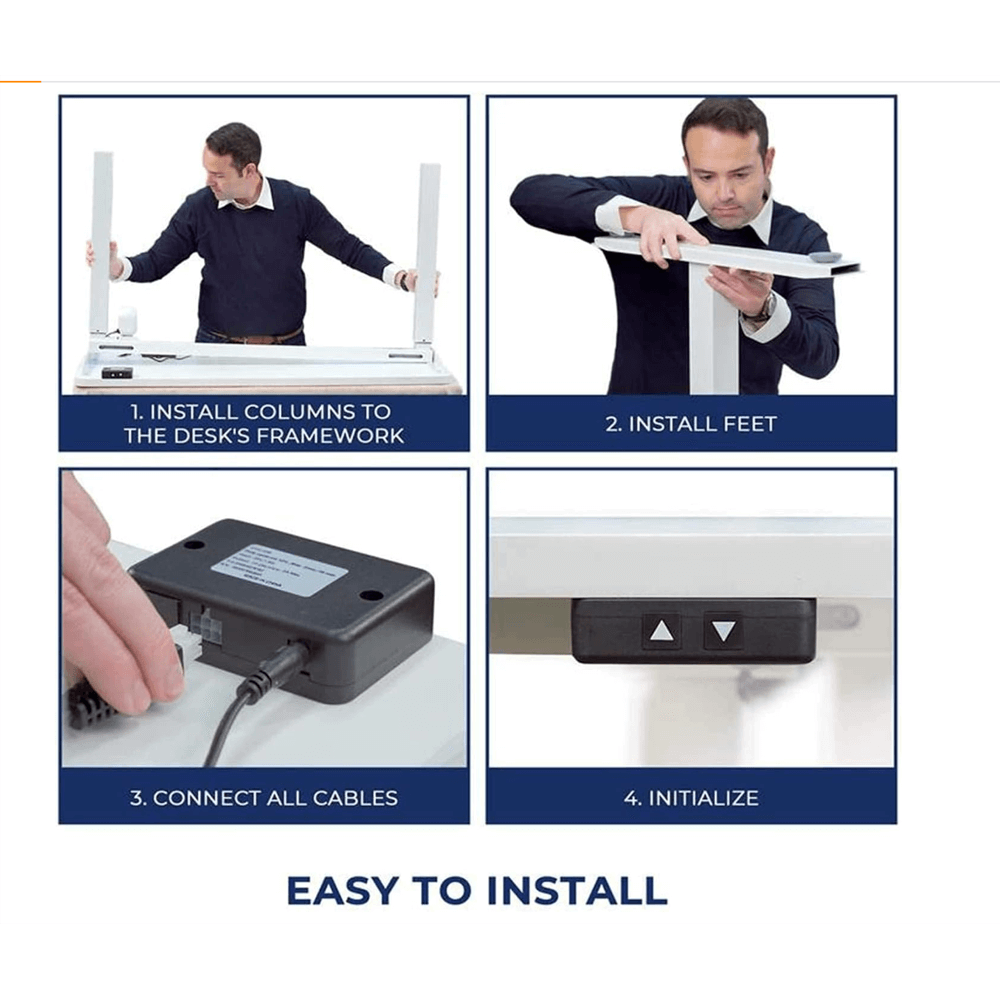 1. INSTALL COLUMNS TO
THE DESK'S FRAMEWORK
2. INSTALL FEET
3. CONNECT ALL CABLES
4. INITIALIZE
EASY TO INSTALL